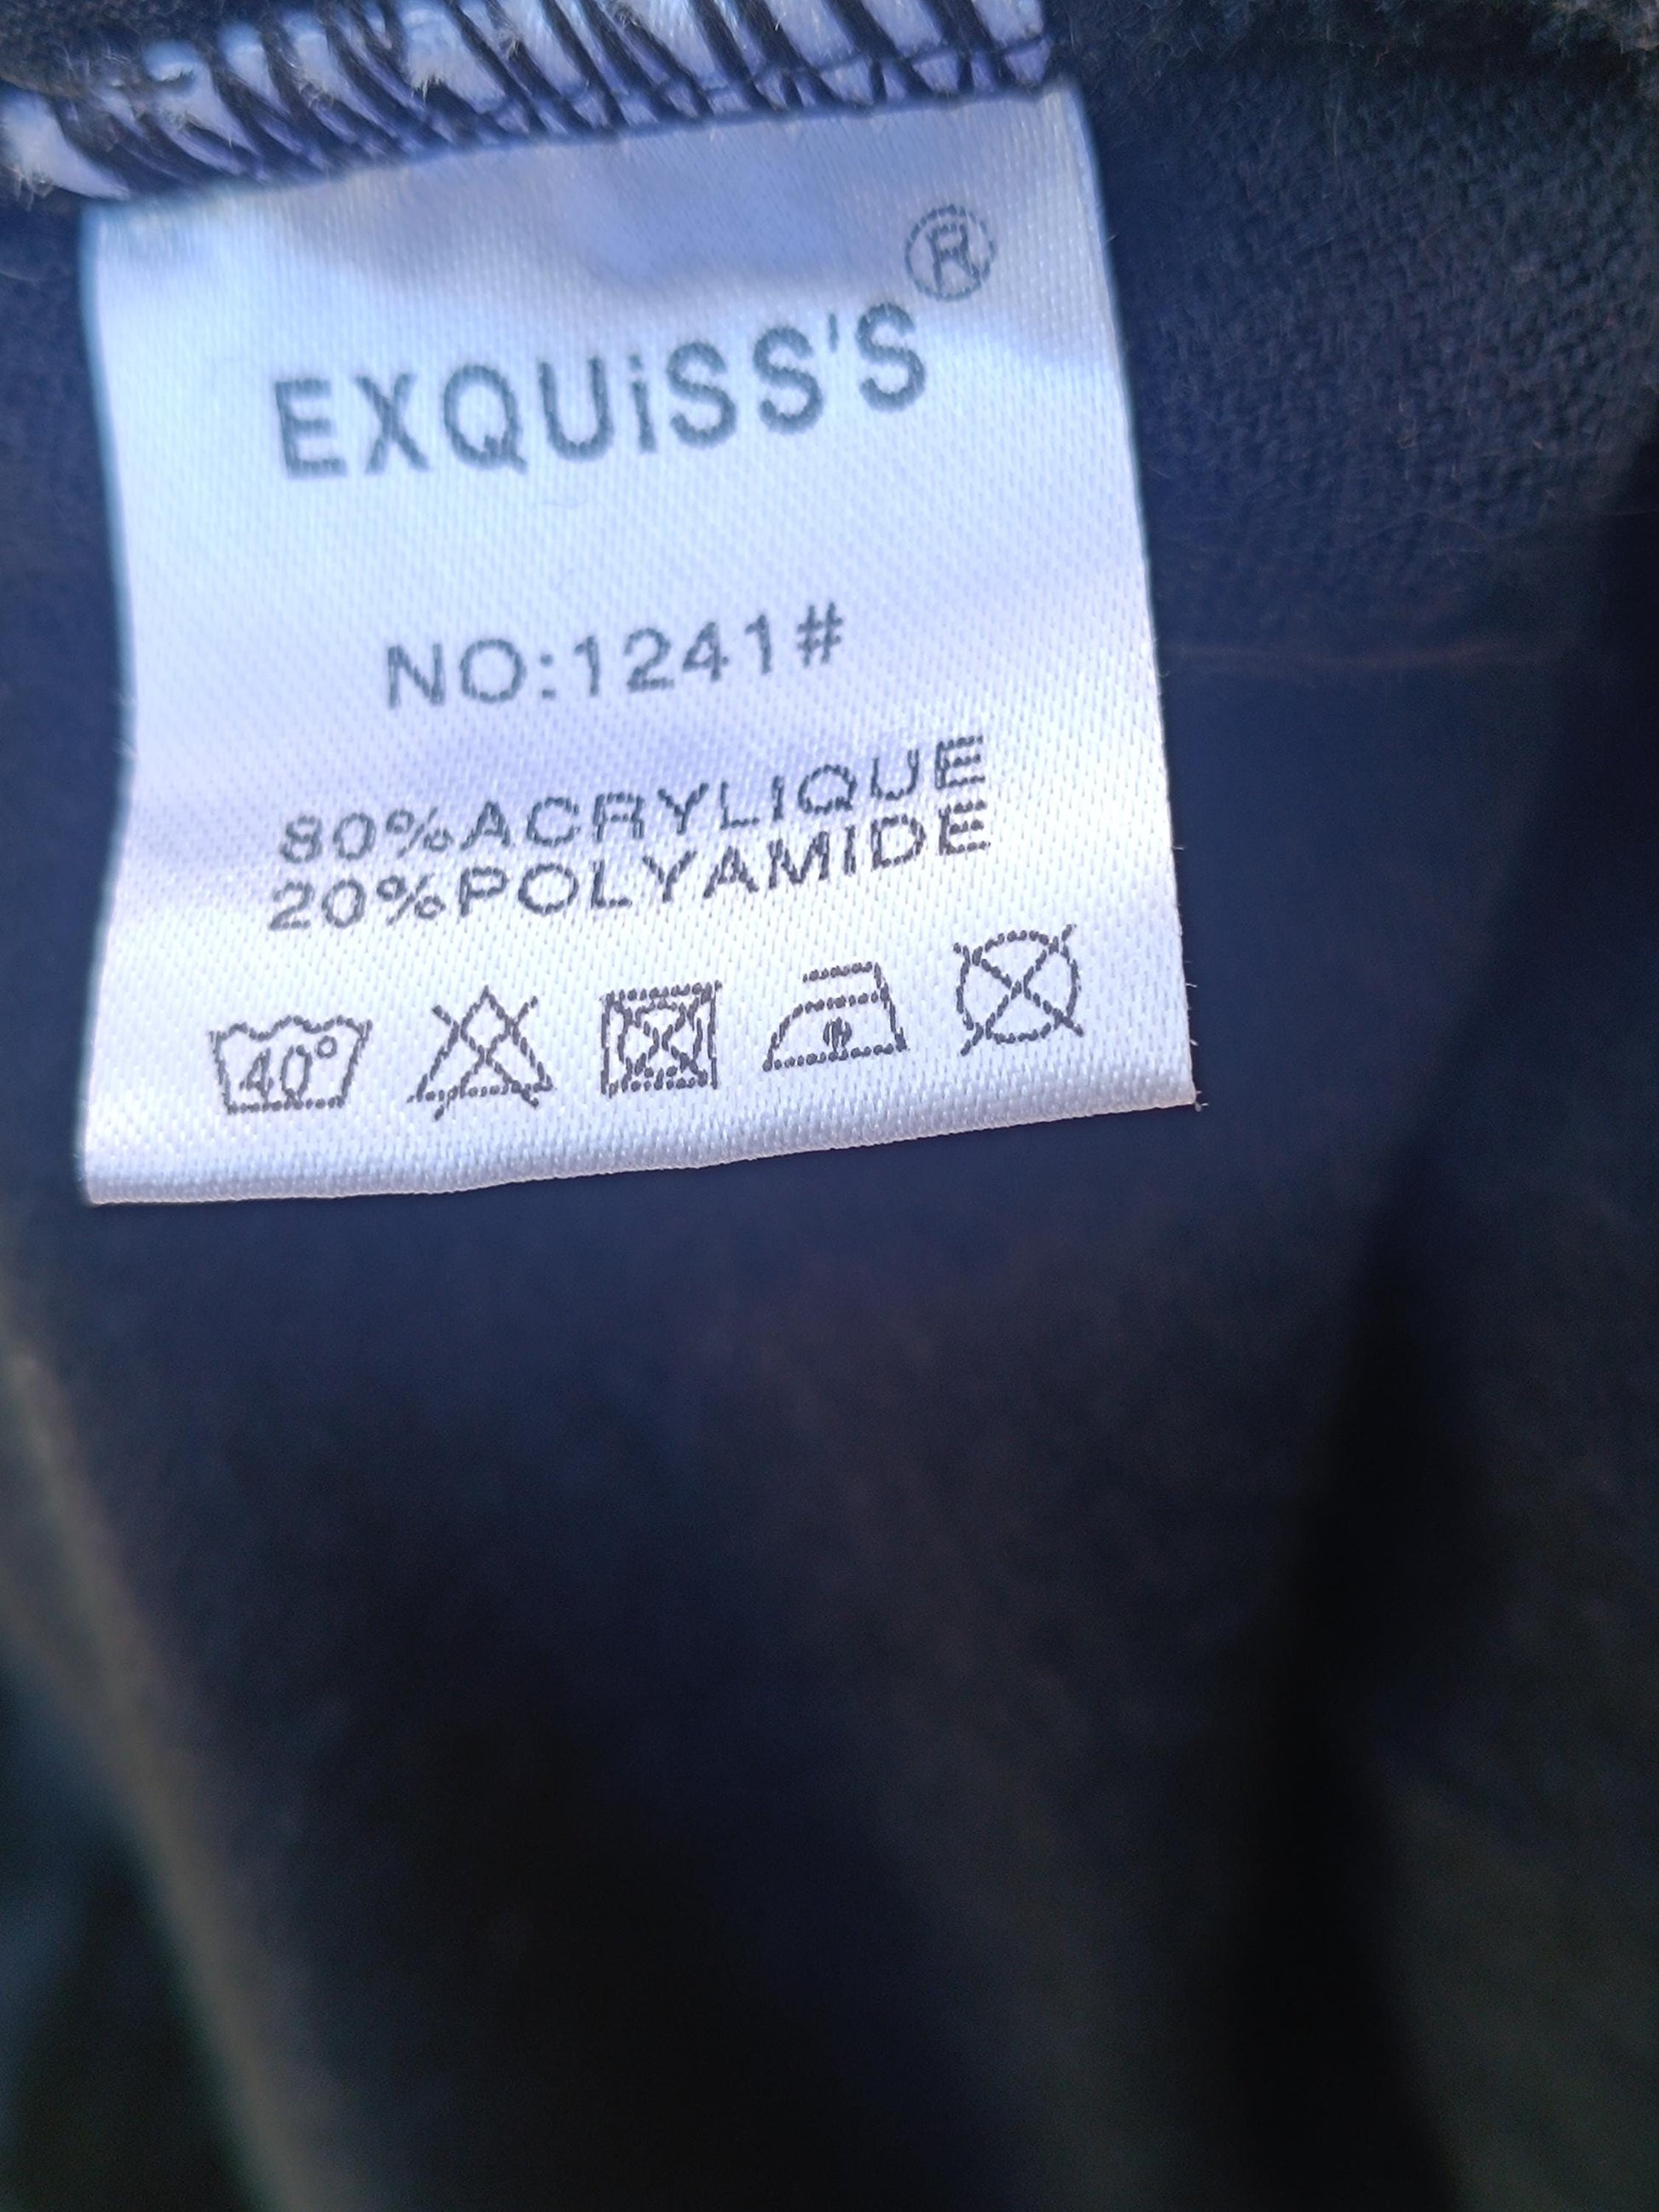 EXQUiSS'S®
NO:1241#
80%ACRYLIQUE
20%POLYAMIDE
40°